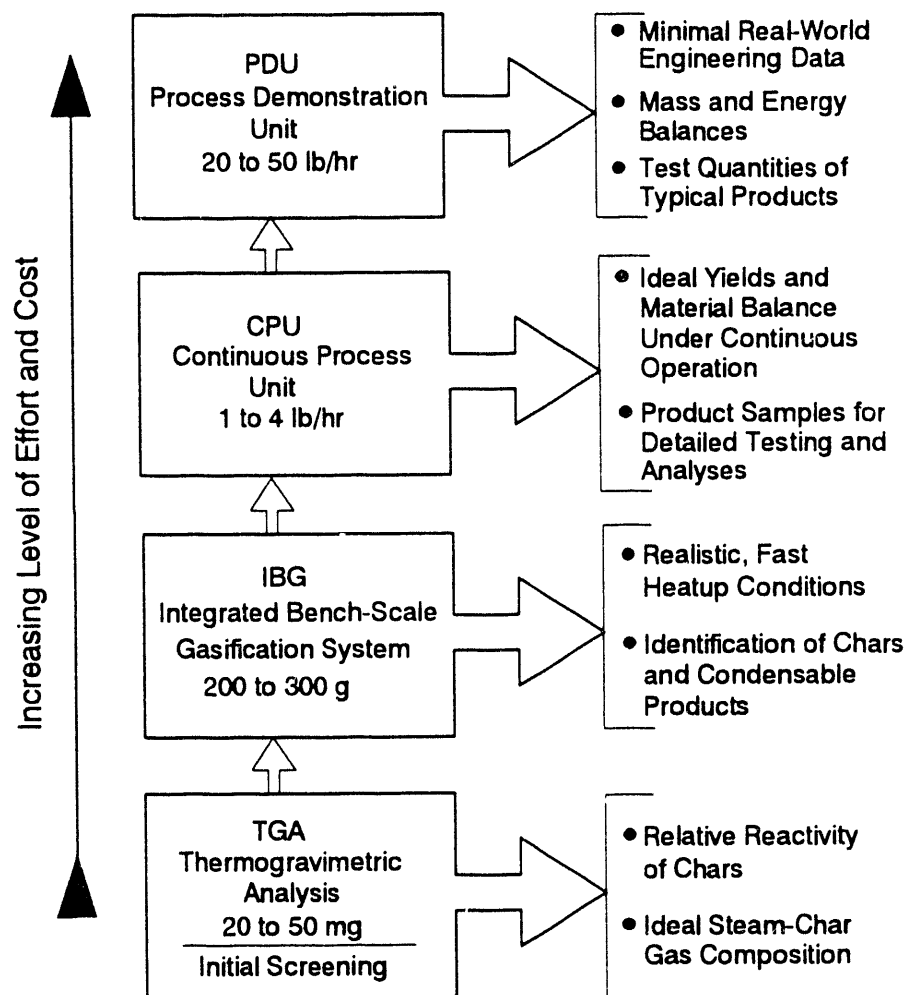 Increasing Level of Effort and Cost
PDU
Process Demonstration
Unit
20 to 50 lb/hr
• Minimal Real-World
Engineering Data
• Mass and Energy
Balances
• Test Quantities of
Typical Products
CPU
Continuous Process
Unit
1 to 4 lb/hr
• Ideal Yields and
Material Balance
Under Continuous
Operation
• Product Samples for
Detailed Testing and
Analyses
IBG
Integrated Bench-Scale
Gasification System
200 to 300 g
• Realistic, Fast
Heatup Conditions
• Identification of Chars
and Condensable
Products
TGA
Thermogravimetric
Analysis
20 to 50 mg
Initial Screening
• Relative Reactivity
of Chars
• Ideal Steam-Char
Gas Composition